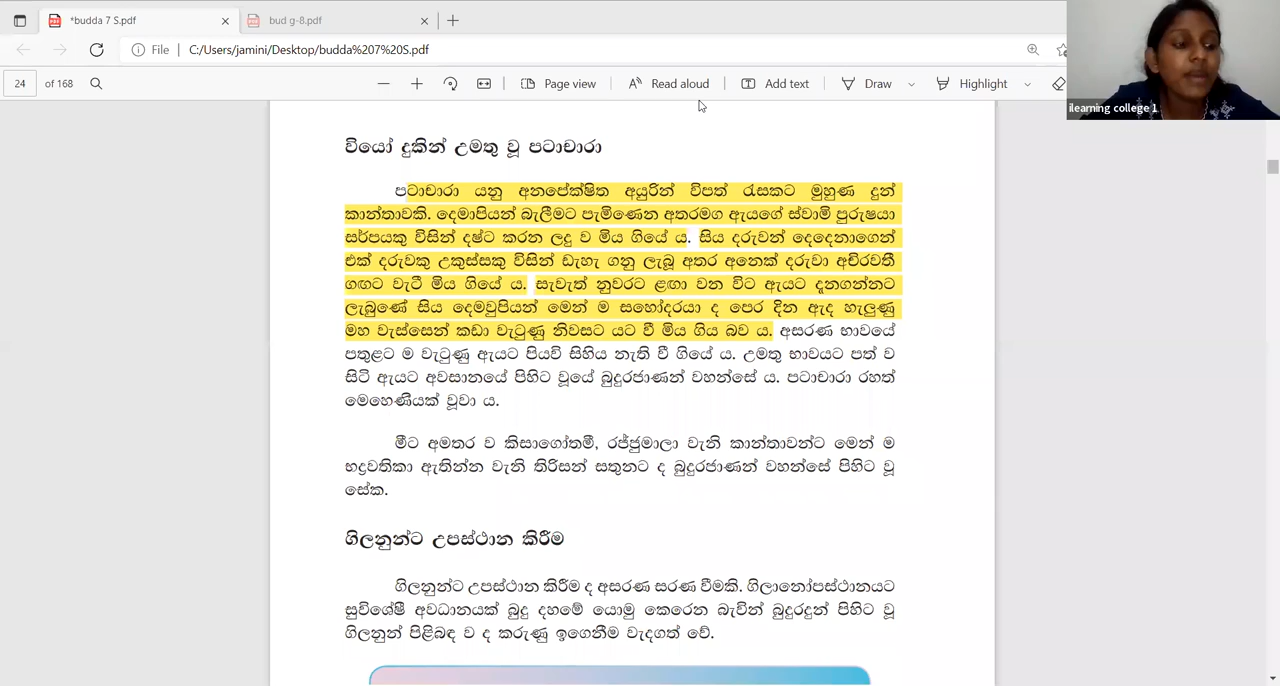 *budda 7 S.pdf
bud g-8.pdf
File
C:/Users/jamini/Desktop/budda%207%20S.pdf
24 of 168
Page view
Read aloud
Add text
Draw
Highlight
ilearning college 1
වියෝ දුකින් උමතු වූ පටාචාරා
පටාචාරා යනු අනපේක්ෂිත අයුරින් විපත් රැසකට මුහුණ දුන්
කාන්තාවකි. දෙමාපියන් බැලීමට පැමිණෙන අතරමග ඇයගේ ස්වාමි පුරුෂයා
සර්පයකු විසින් දෂ්ට කරන ලදු ව මිය ගියේ ය. සිය දරුවන් දෙදෙනාගෙන්
එක් දරුවකු උකුස්සකු විසින් ඩැහැ ගනු ලැබූ අතර අනෙක් දරුවා අචිරවතී
ගඟට වැටී මිය ගියේ ය. සැවැත් නුවරට ළඟා වන විට ඇයට දැනගන්නට
ලැබුණේ සිය දෙමවුපියන් මෙන් ම සහෝදරයා ද පෙර දින ඇද හැලුණු
මහ වැස්සෙන් කඩා වැටුණු නිවසට යට වී මිය ගිය බව ය. අසරණ භාවයේ
පතුළට ම වැටුණු ඇයට පියවි සිහිය නැති වී ගියේ ය. උමතු භාවයට පත් ව
සිටි ඇයට අවසානයේ පිහිට වූයේ බුදුරජාණන් වහන්සේ ය. පටාචාරා රහත්
මෙහෙණියක් වූවා ය.
මීට අමතර ව කිසාගෝතමී, රජ්ජුමාලා වැනි කාන්තාවන්ට මෙන් ම
භද්‍රවතිකා ඇතින්න වැනි තිරිසන් සතුනට ද බුදුරජාණන් වහන්සේ පිහිට වූ
සේක.
ගිලනුන්ට උපස්ථාන කිරීම
ගිලනුන්ට උපස්ථාන කිරීම ද අසරණ සරණ වීමකි. ගිලානෝපස්ථානයට
සුවිශේෂී අවධානයක් බුදු දහමේ යොමු කෙරෙන බැවින් බුදුරදුන් පිහිට වූ
ගිලනුන් පිළිබඳ ව ද කරුණු ඉගෙනීම වැදගත් වේ.